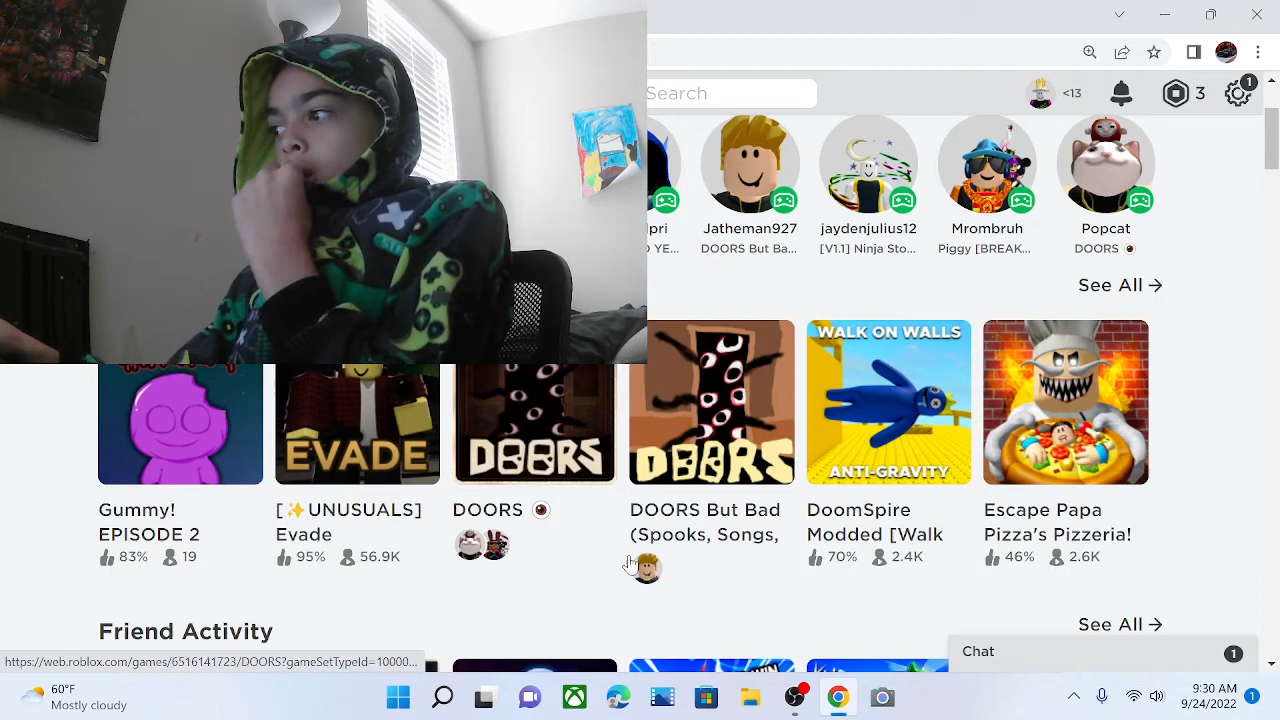 Search
<13
3
1
ipri
Jatheman927
jaydenjulius12
Mrombruh
Popcat
YE...
DOORS But Ba...
[V1.1] Ninja Sto...
Piggy [BREAK...
DOORS
See All →
EVADE
DOORS
DOORS
WALK ON WALLS
ANTI-GRAVITY
Gummy!
EPISODE 2
83% 19
[✨UNUSUALS]
Evade
95% 56.9K
DOORS
DOORS But Bad
(Spooks, Songs,
DoomSpire
Modded [Walk
70% 2.4K
Escape Papa
Pizza's Pizzeria!
46% 2.6K
Friend Activity
See All →
Chat 1
https://web.roblox.com/games/6516141723/DOORS?gameSetTypeId=10000...
60°F
Mostly cloudy
9:30 AM
9/24/2022
1